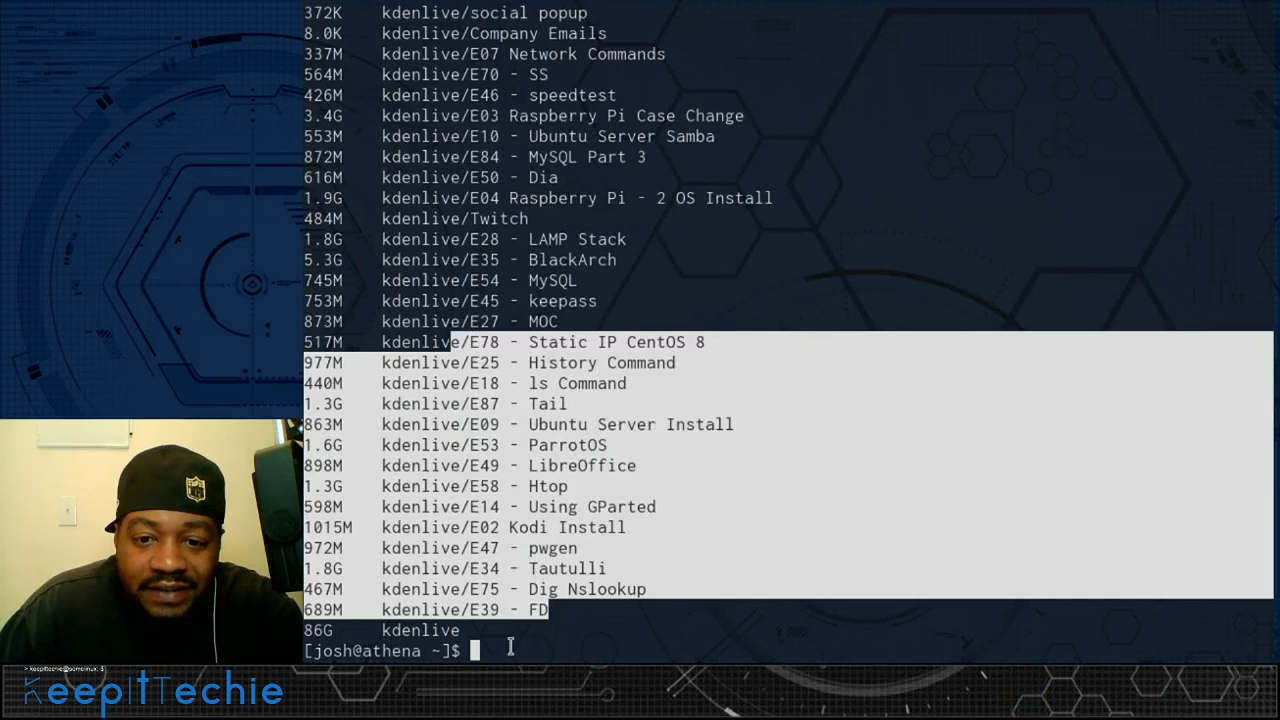 372K kdenlive/social popup
8.0K kdenlive/Company Emails
337M kdenlive/E07 Network Commands
564M kdenlive/E70 - SS
426M kdenlive/E46 - speedtest
3.4G kdenlive/E03 Raspberry Pi Case Change
553M kdenlive/E10 - Ubuntu Server Samba
872M kdenlive/E84 - MySQL Part 3
616M kdenlive/E50 - Dia
1.9G kdenlive/E04 Raspberry Pi - 2 OS Install
484M kdenlive/Twitch
1.8G kdenlive/E28 - LAMP Stack
5.3G kdenlive/E35 - BlackArch
745M kdenlive/E54 - MySQL
753M kdenlive/E45 - keepass
873M kdenlive/E27 - MOC
517M kdenlive/E78 - Static IP CentOS 8
977M kdenlive/E25 - History Command
440M kdenlive/E18 - ls Command
1.3G kdenlive/E87 - Tail
863M kdenlive/E09 - Ubuntu Server Install
1.6G kdenlive/E53 - ParrotOS
898M kdenlive/E49 - LibreOffice
1.3G kdenlive/E58 - Htop
598M kdenlive/E14 - Using GParted
1015M kdenlive/E02 Kodi Install
972M kdenlive/E47 - pwgen
1.8G kdenlive/E34 - Tautulli
467M kdenlive/E75 - Dig Nslookup
689M kdenlive/E39 - FD
86G kdenlive
[josh@athena ~]$
NFL
> keepittechie@somelinux: $|
KeepItTechie